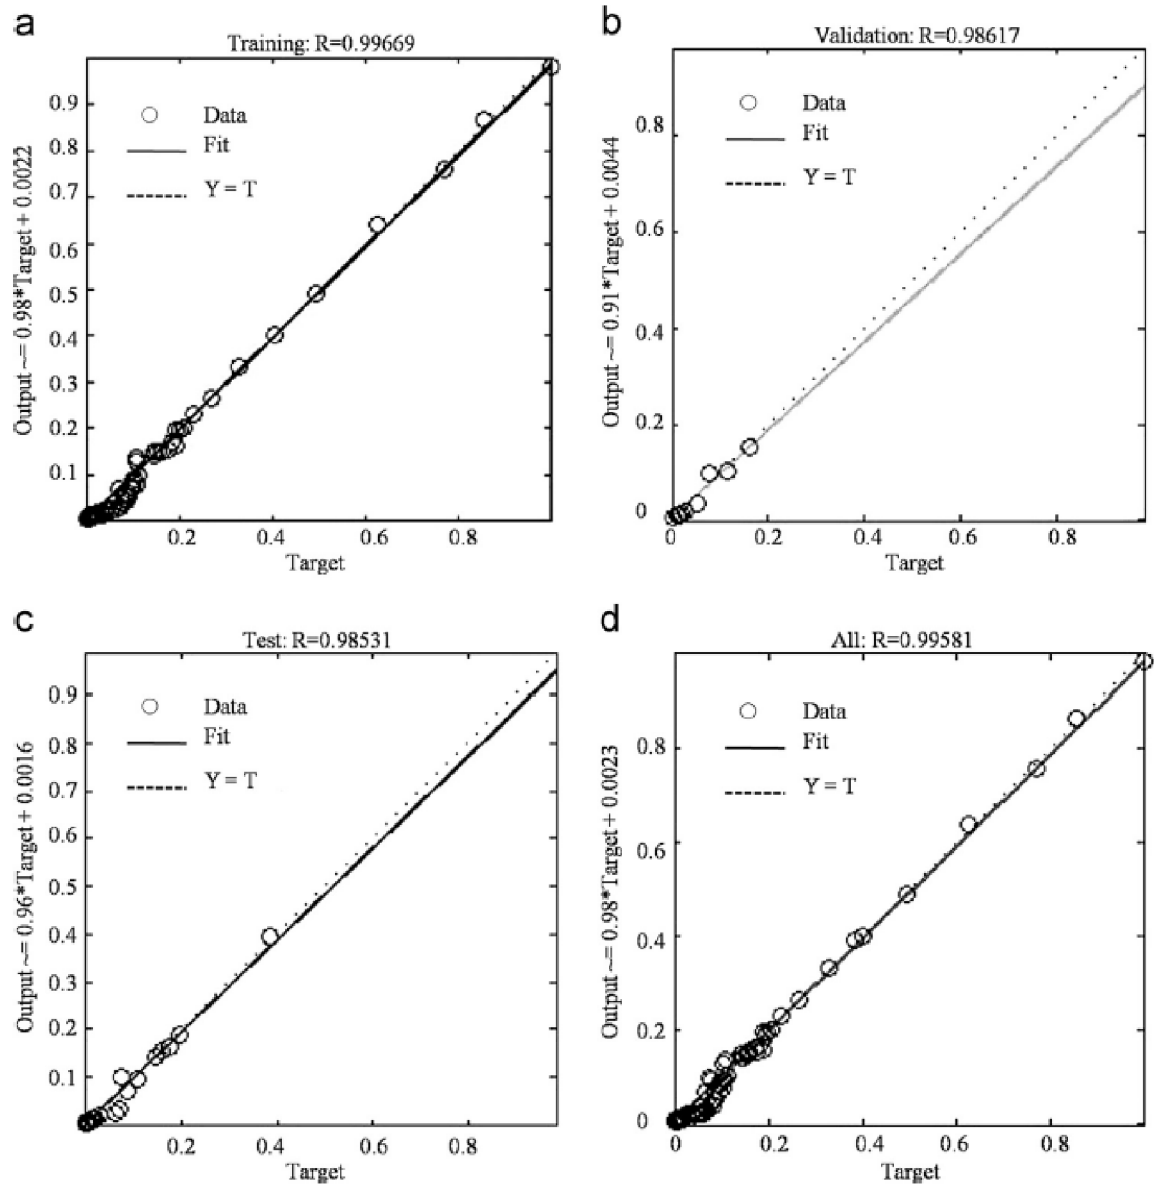 a
Training: R=0.99669
Output ~= 0.98*Target + 0.0022
0.9
0.8
0.7
0.6
0.5
0.4
0.3
0.2
0.1
Data
Fit
Y = T
0.2
0.4
0.6
0.8
Target
b
Validation: R=0.98617
Output ~= 0.91*Target + 0.0044
0.8
0.6
0.4
0.2
0
Data
Fit
Y = T
0
0.2
0.4
0.6
0.8
Target
c
Test: R=0.98531
Output ~= 0.96*Target + 0.0016
0.9
0.8
0.7
0.6
0.5
0.4
0.3
0.2
0.1
Data
Fit
Y = T
0.2
0.4
0.6
0.8
Target
d
All: R=0.99581
Output ~= 0.98*Target + 0.0023
0.8
0.6
0.4
0.2
0
Data
Fit
Y = T
0
0.2
0.4
0.6
0.8
Target